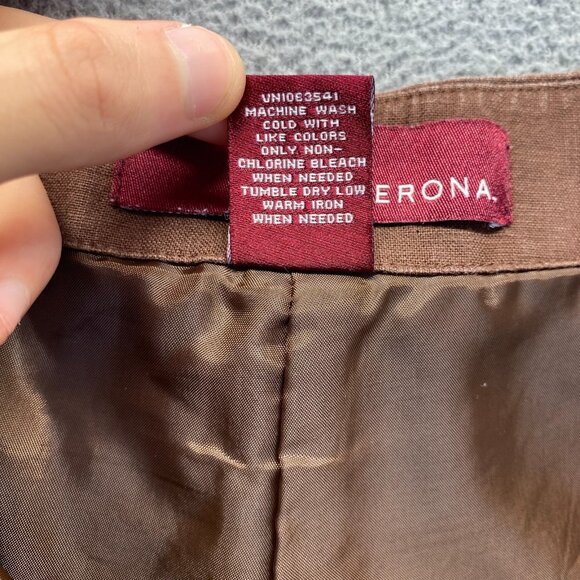 VN1063541
MACHINE WASH
COLD WITH
LIKE COLORS
ONLY NON-
CHLORINE BLEACH
WHEN NEEDED
TUMBLE DRY LOW
WARM IRON
WHEN NEEDED
ERONA